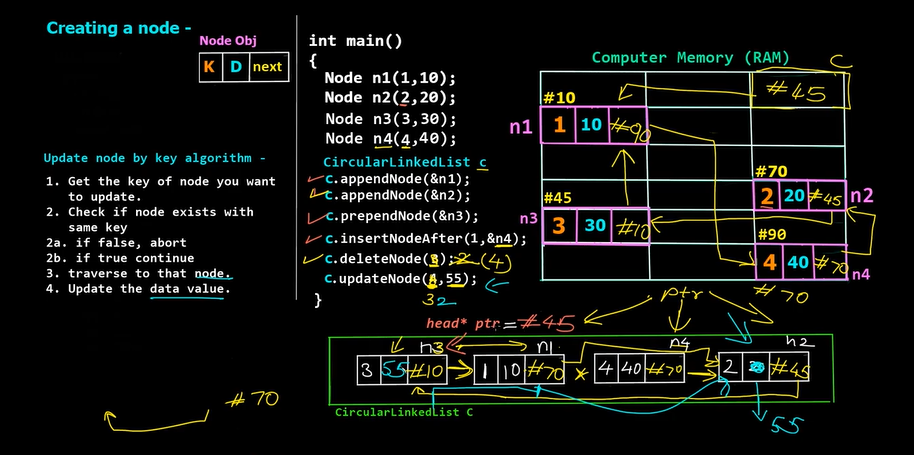 Creating a node -
Node Obj
K D next
Update node by key algorithm -
1. Get the key of node you want
to update.
2. Check if node exists with
same key
2a. if false, abort
2b. if true continue
3. traverse to that node.
4. Update the data value.
#70
int main()
{
Node n1(1,10);
Node n2(2,20);
Node n3(3,30);
Node n4(4,40);
CircularLinkedList c
c.appendNode(&n1);
c.appendNode(&n2);
c.prependNode(&n3);
c.insertNodeAfter(1,&n4);
c.deleteNode( ); (4)
c.updateNode( ,55);
3 2
}
Computer Memory (RAM)
C
#45
#10
n1 1 10 #90
#70
2 20 #45 n2
#45
n3 3 30 #10
#90
4 40 #70 n4
ptr
#70
head* ptr = #45
n3 n1 n4 n2
3 55 #10
1 10 #70
x
4 40 #70
2 #45
55
CircularLinkedList C